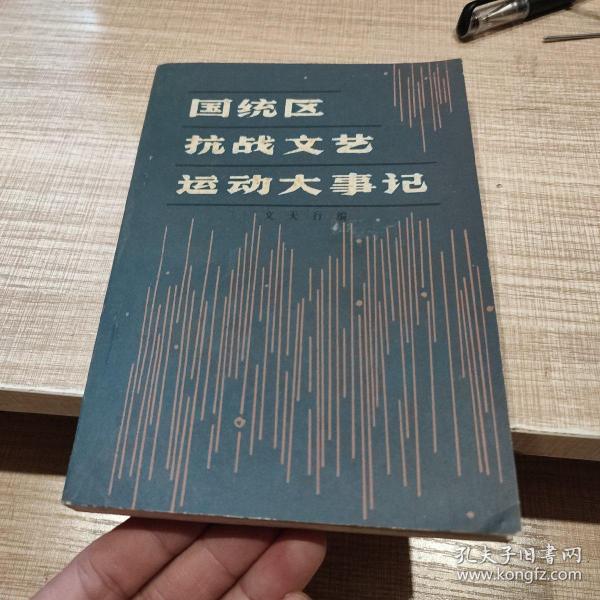 国统区
抗战文艺
运动大事记
文天行编
孔夫子旧书网
www.kongfz.com